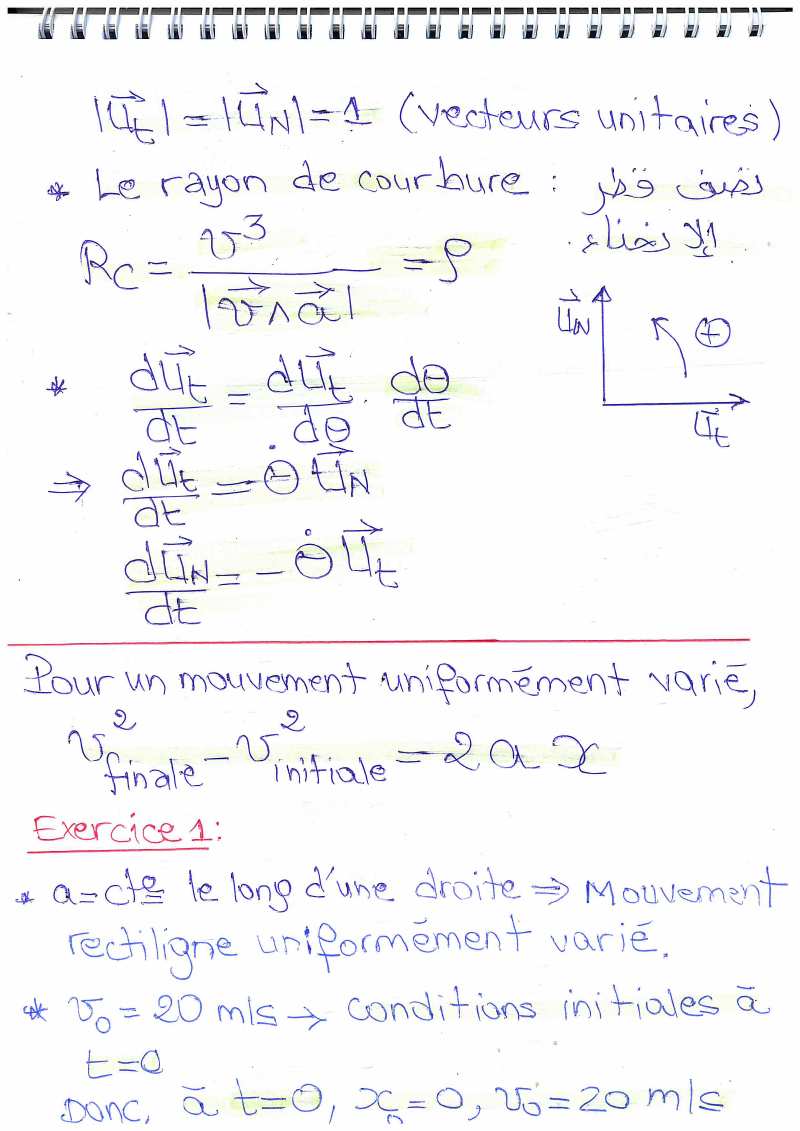 |U⃗t| = |U⃗N| = 1 (vecteurs unitaires)
* Le rayon de courbure : نصف قطر
الإنحناء.
Rc = v³ / |v⃗ ∧ a⃗| = ρ
U⃗N ⊕
U⃗t
* dU⃗t/dt = dU⃗t/dθ · dθ/dt
⇒ dU⃗t/dt = θ̇ U⃗N
dU⃗N/dt = - θ̇ U⃗t
Pour un mouvement uniformément varié,
v²finale - v²initiale = 2 a x
Exercice 1:
* a = cte le long d'une droite ⇒ Mouvement
rectiligne uniformément varié.
* v₀ = 20 m/s → conditions initiales à
t=0
Donc, à t=0, x₀=0, v₀=20 m/s